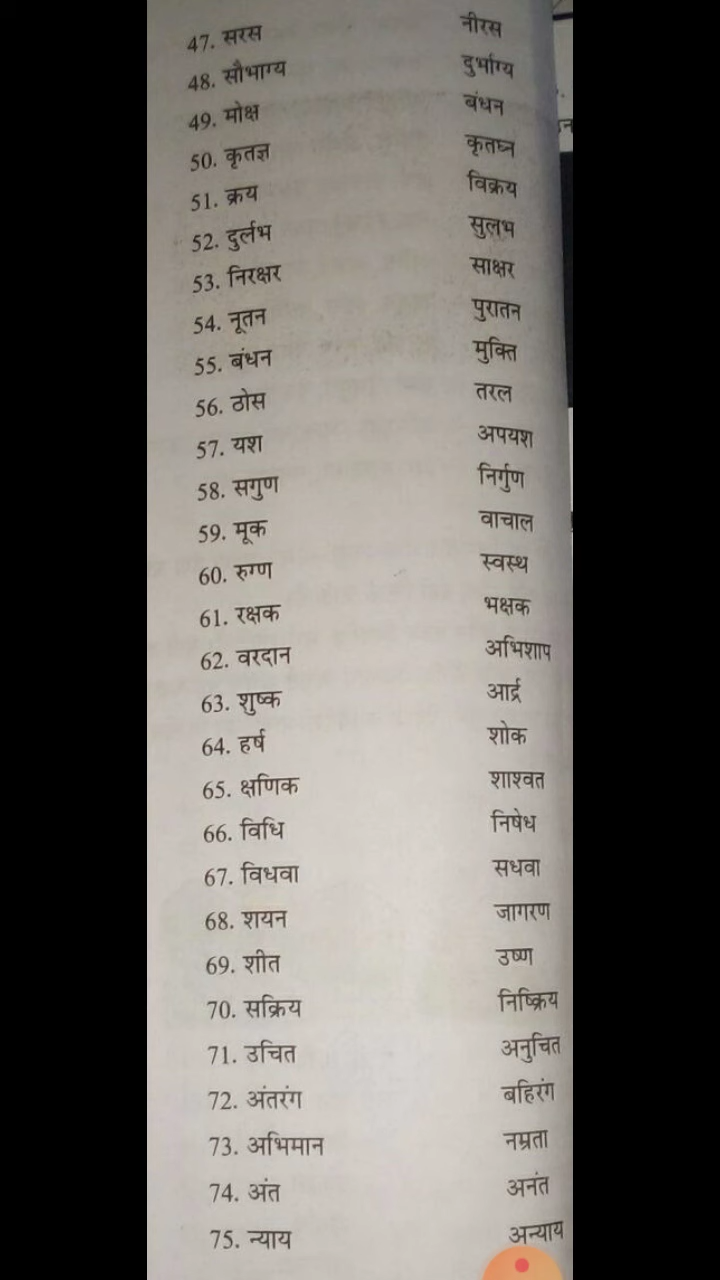 47. सरस नीरस
48. सौभाग्य दुर्भाग्य
49. मोक्ष बंधन
50. कृतज्ञ कृतघ्न
51. क्रय विक्रय
52. दुर्लभ सुलभ
53. निरक्षर साक्षर
54. नूतन पुरातन
55. बंधन मुक्ति
56. ठोस तरल
57. यश अपयश
58. सगुण निर्गुण
59. मूक वाचाल
60. रुग्ण स्वस्थ
61. रक्षक भक्षक
62. वरदान अभिशाप
63. शुष्क आर्द्र
64. हर्ष शोक
65. क्षणिक शाश्वत
66. विधि निषेध
67. विधवा सधवा
68. शयन जागरण
69. शीत उष्ण
70. सक्रिय निष्क्रिय
71. उचित अनुचित
72. अंतरंग बहिरंग
73. अभिमान नम्रता
74. अंत अनंत
75. न्याय अन्याय